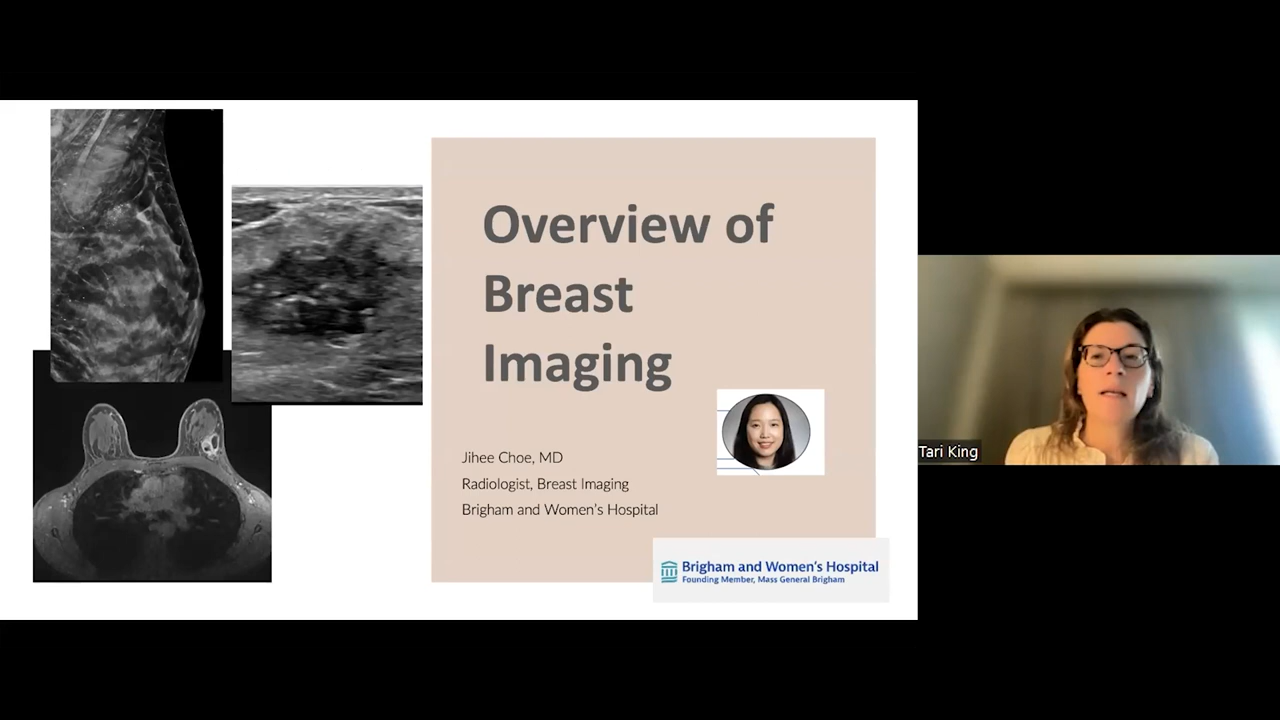 Overview of
Breast
Imaging
Jihee Choe, MD
Radiologist, Breast Imaging
Brigham and Women's Hospital
Brigham and Women's Hospital
Founding Member, Mass General Brigham
Tari King